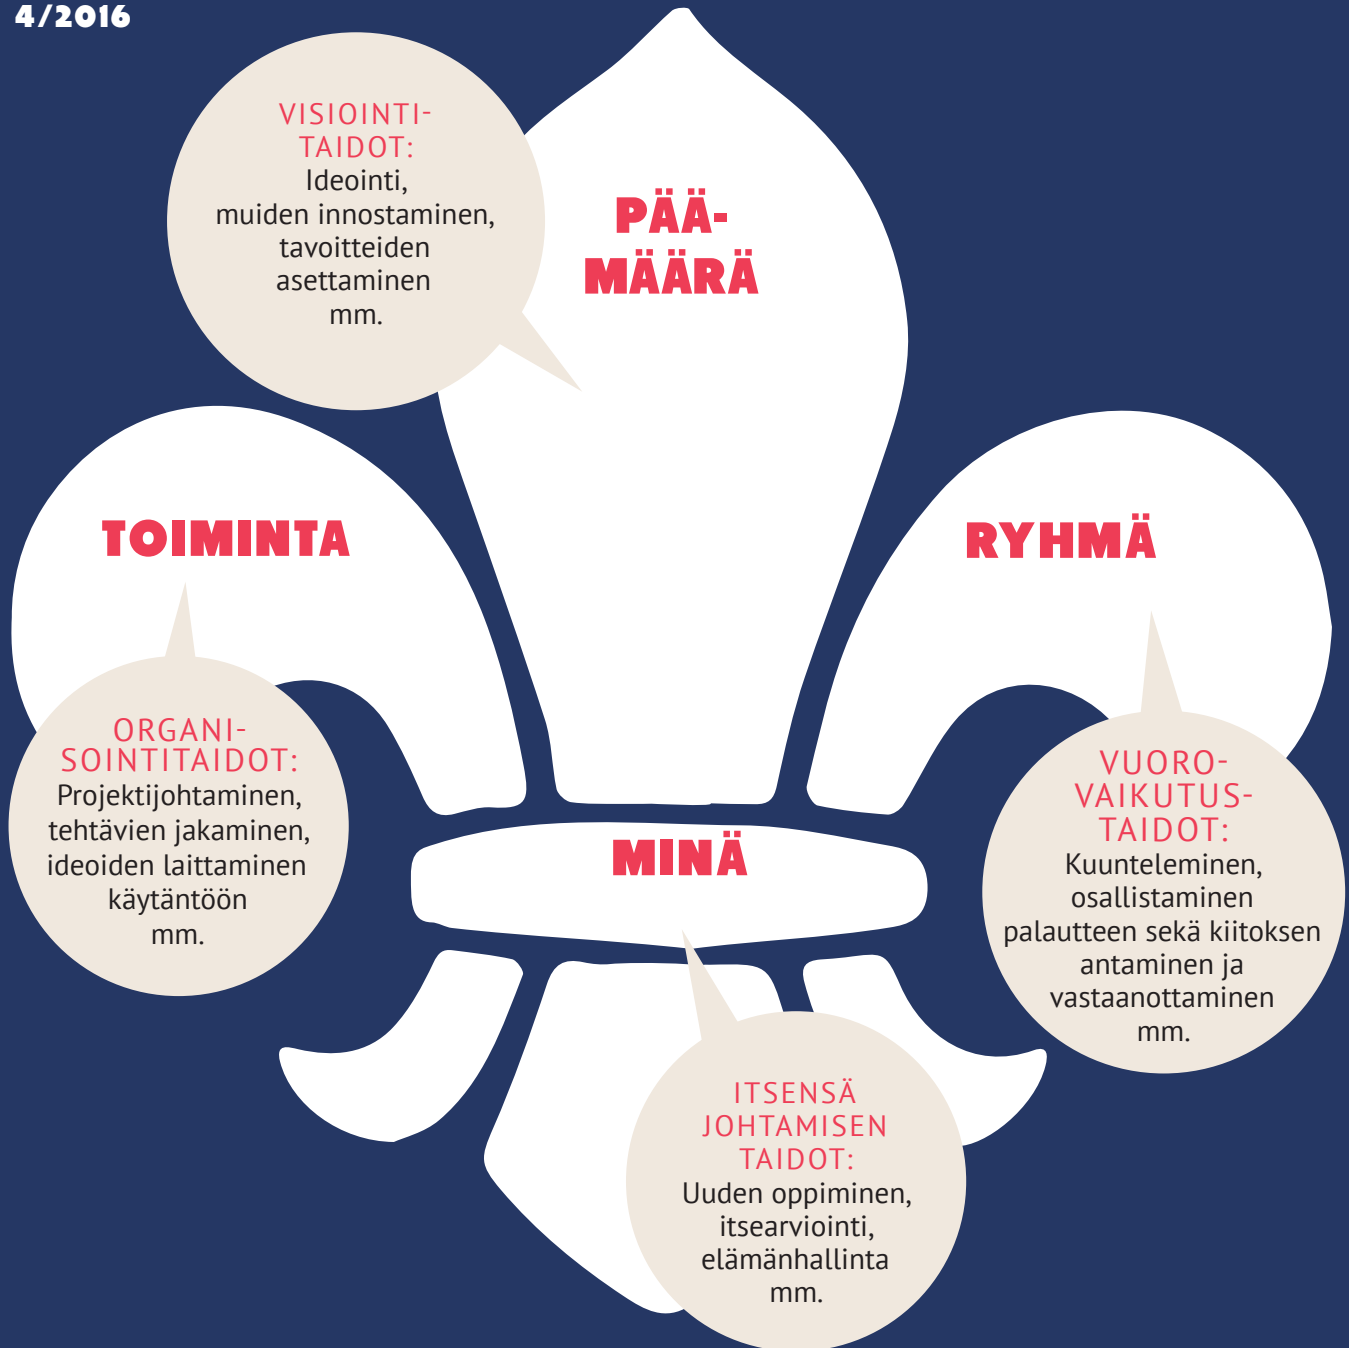 4/2016
VISIOINTI-
TAIDOT:
Ideointi,
muiden innostaminen,
tavoitteiden
asettaminen
mm.
PÄÄ-
MÄÄRÄ
TOIMINTA
RYHMÄ
ORGANI-
SOINTITAIDOT:
Projektijohtaminen,
tehtävien jakaminen,
ideoiden laittaminen
käytäntöön
mm.
VUORO-
VAIKUTUS-
TAIDOT:
Kuunteleminen,
osallistaminen
palautteen sekä kiitoksen
antaminen ja
vastaanottaminen
mm.
MINÄ
ITSENSÄ
JOHTAMISEN
TAIDOT:
Uuden oppiminen,
itsearviointi,
elämänhallinta
mm.